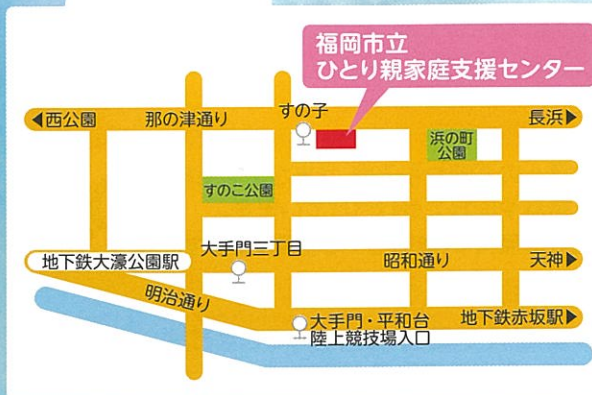 福岡市立
ひとり親家庭支援センター
◀西公園
那の津通り
すの子
長浜▶
浜の町
公園
すのこ公園
大手門三丁目
地下鉄大濠公園駅
昭和通り
天神▶
明治通り
大手門・平和台
陸上競技場入口
地下鉄赤坂駅▶